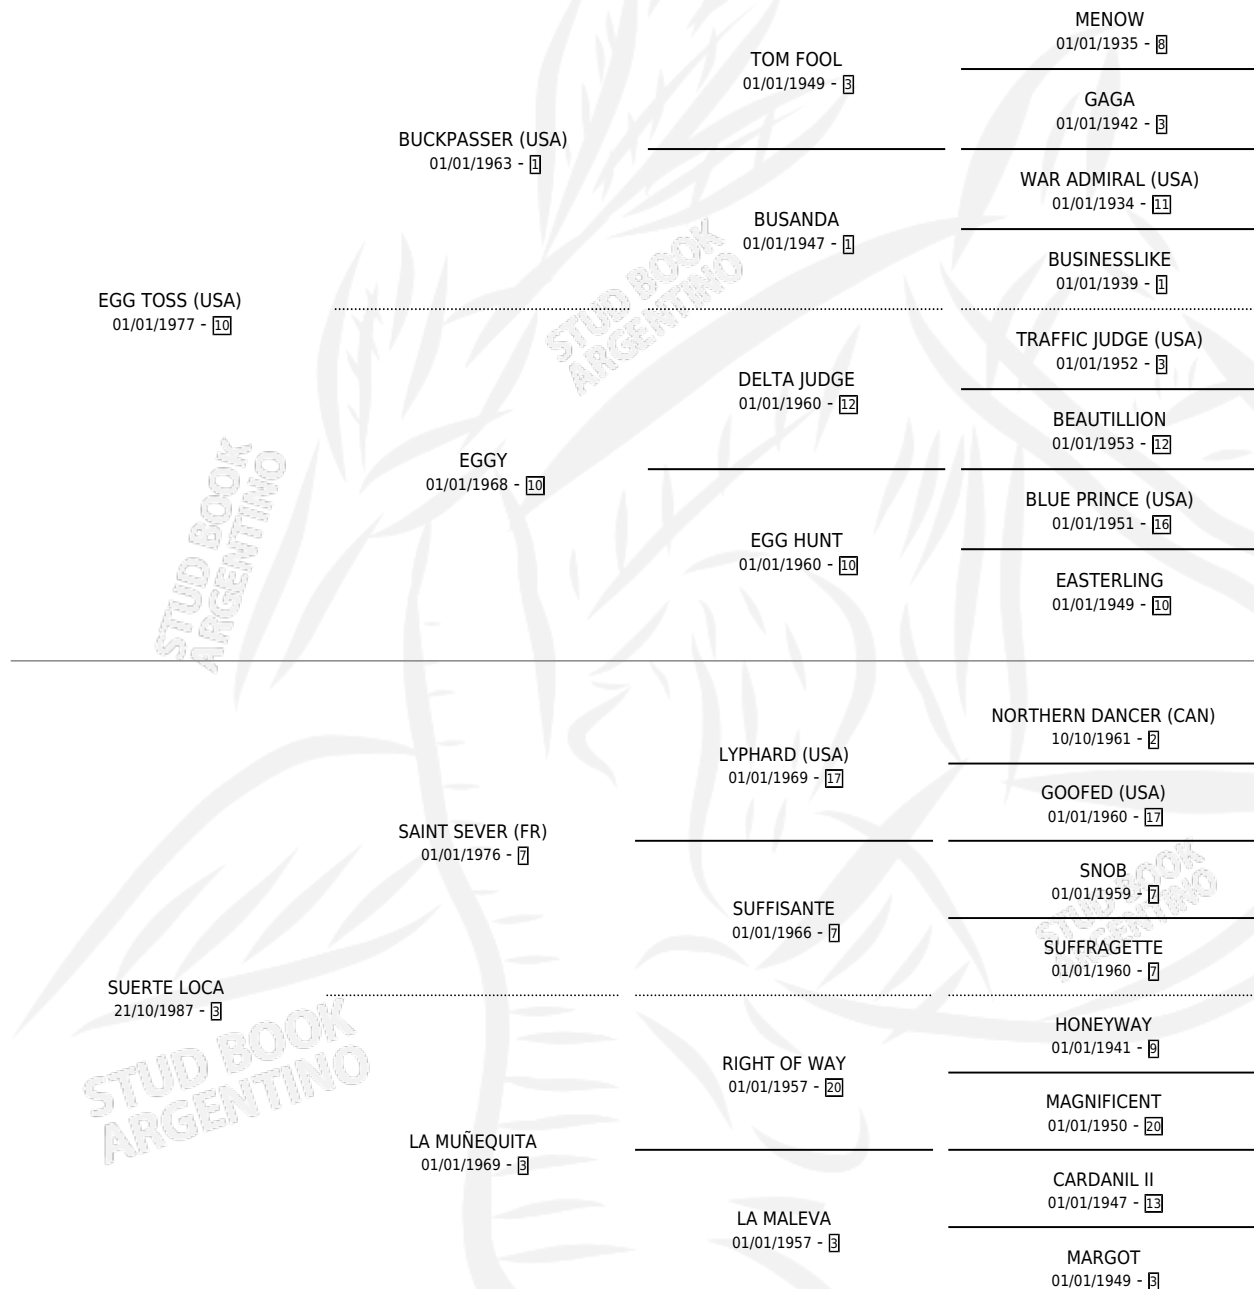 MENOW
01/01/1935 - 8
TOM FOOL
01/01/1949 - 3
GAGA
01/01/1942 - 3
BUCKPASSER (USA)
01/01/1963 - 1
WAR ADMIRAL (USA)
01/01/1934 - 11
BUSANDA
01/01/1947 - 1
BUSINESSLIKE
01/01/1939 - 1
EGG TOSS (USA)
01/01/1977 - 10
TRAFFIC JUDGE (USA)
01/01/1952 - 3
DELTA JUDGE
01/01/1960 - 12
BEAUTILLION
01/01/1953 - 12
EGGY
01/01/1968 - 10
BLUE PRINCE (USA)
01/01/1951 - 16
EGG HUNT
01/01/1960 - 10
EASTERLING
01/01/1949 - 10
NORTHERN DANCER (CAN)
10/10/1961 - 2
LYPHARD (USA)
01/01/1969 - 17
GOOFED (USA)
01/01/1960 - 17
SAINT SEVER (FR)
01/01/1976 - 7
SNOB
01/01/1959 - 7
SUFFISANTE
01/01/1966 - 7
SUFFRAGETTE
01/01/1960 - 7
SUERTE LOCA
21/10/1987 - 3
HONEYWAY
01/01/1941 - 9
RIGHT OF WAY
01/01/1957 - 20
MAGNIFICENT
01/01/1950 - 20
LA MUÑEQUITA
01/01/1969 - 3
CARDANIL II
01/01/1947 - 13
LA MALEVA
01/01/1957 - 3
MARGOT
01/01/1949 - 3
STUD BOOK
ARGENTINO
STUD BOOK
ARGENTINO
STUD BOOK
ARGENTINO
STUD BOOK
ARGENTINO